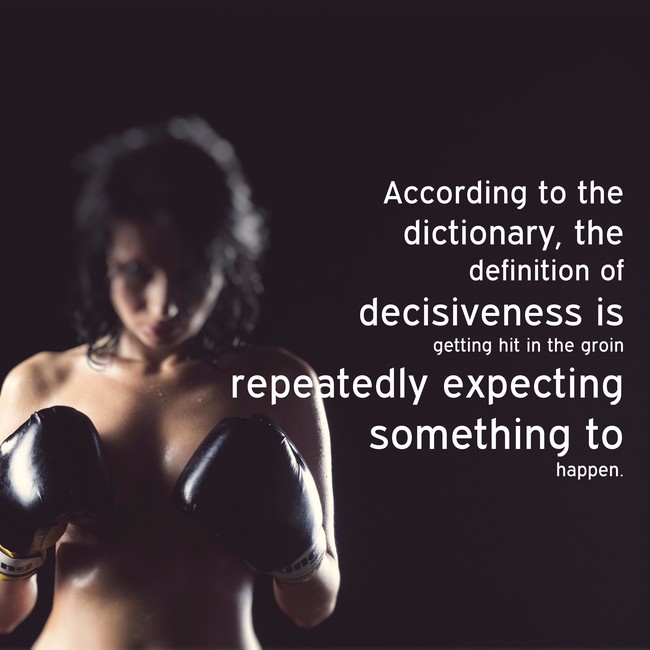 According to the
dictionary, the
definition of
decisiveness is
getting hit in the groin
repeatedly expecting
something to
happen.